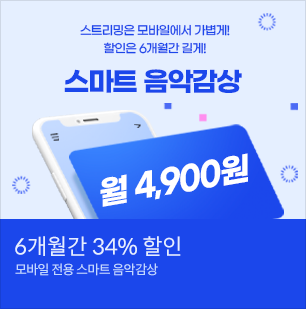 스트리밍은 모바일에서 가볍게!
할인은 6개월간 길게!
스마트 음악감상
월 4,900원
6개월간 34% 할인
모바일 전용 스마트 음악감상